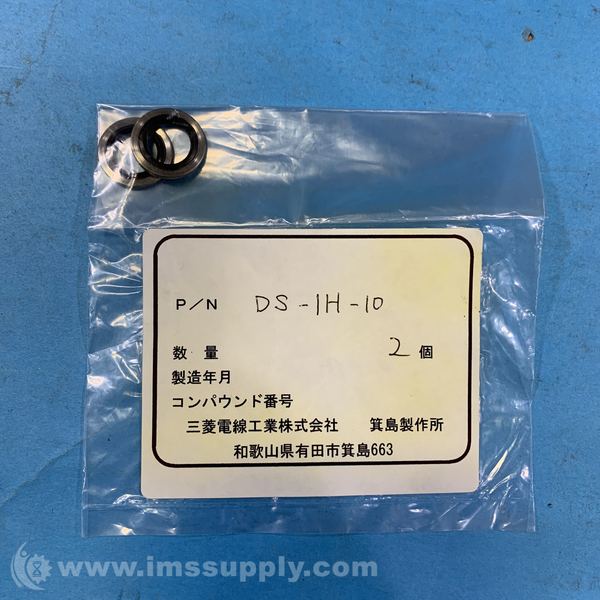 P/N DS-1H-10
数量 2個
製造年月
コンパウンド番号
三菱電線工業株式会社 箕島製作所
和歌山県有田市箕島663
www.imssupply.com